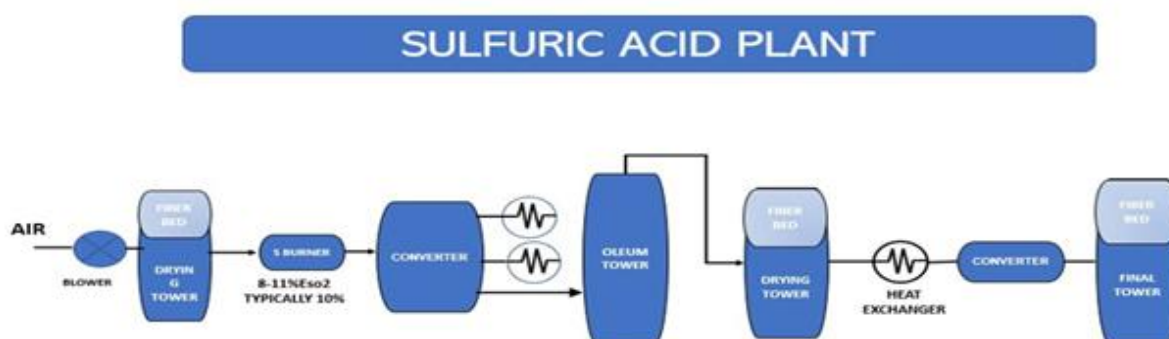 SULFURIC ACID PLANT
AIR
BLOWER
FIBER
BED
DRYIN
G
TOWER
S BURNER
8-11%Eso2
TYPICALLY 10%
CONVERTER
OLEUM
TOWER
FIBER
BED
DRYING
TOWER
HEAT
EXCHANGER
CONVERTER
FIBER
BED
FINAL
TOWER